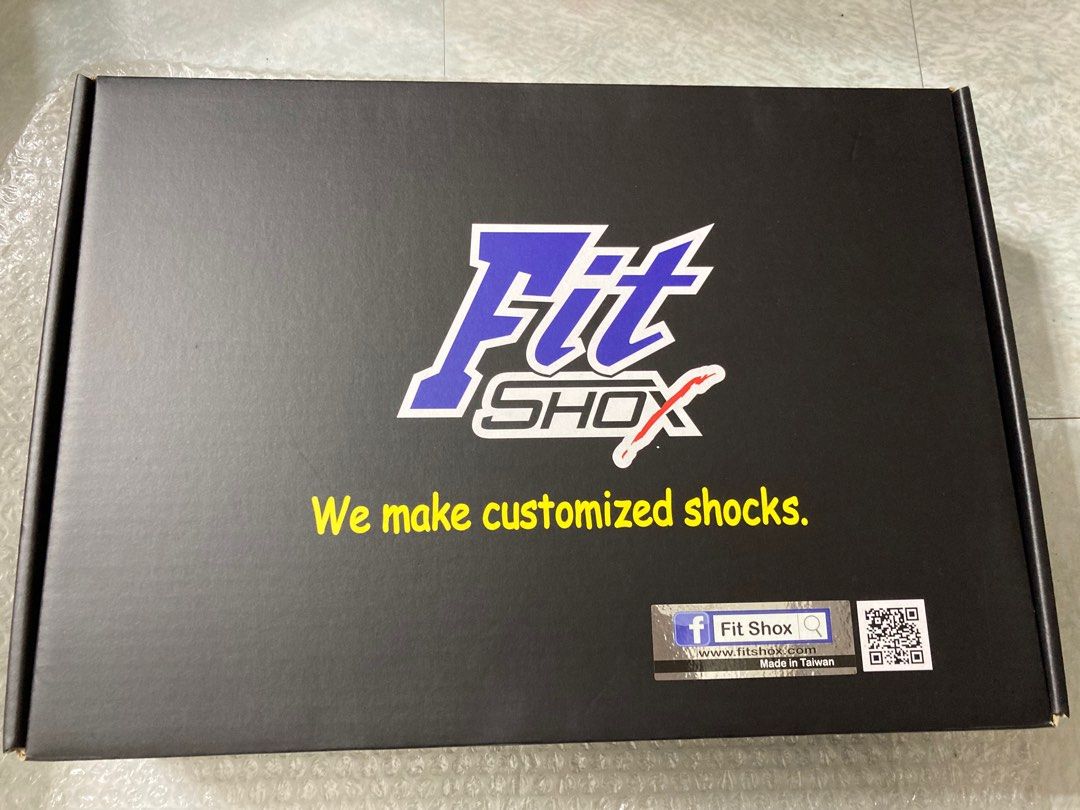 Fit
SHOX
We make customized shocks.
f Fit Shox
www.fitshox.com
Made in Taiwan